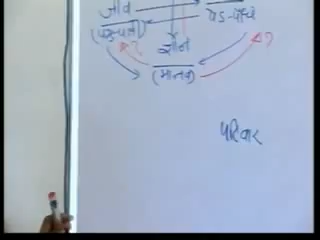 जीव
पेड़-पौधे
(पशु-पक्षी)
?
?
ज्ञान
(मानव)
परिवार